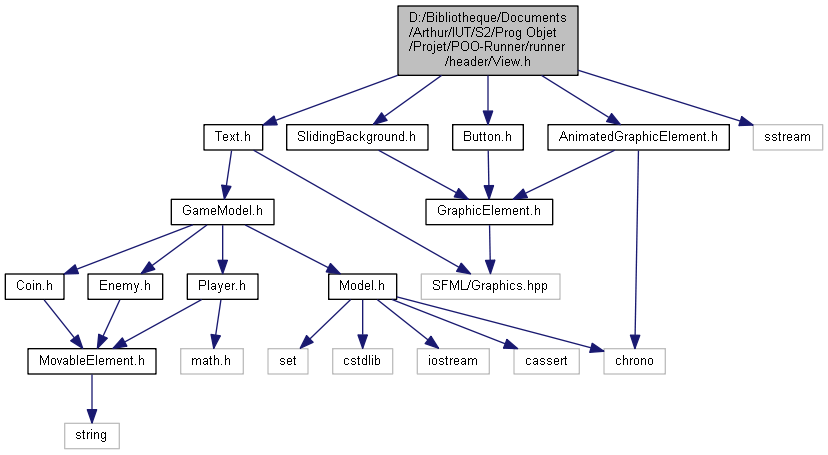 D:/Bibliotheque/Documents
/Arthur/IUT/S2/Prog Objet
/Projet/POO-Runner/runner
/header/View.h
Text.h
SlidingBackground.h
Button.h
AnimatedGraphicElement.h
sstream
GameModel.h
GraphicElement.h
Coin.h
Enemy.h
Player.h
Model.h
SFML/Graphics.hpp
MovableElement.h
math.h
set
cstdlib
iostream
cassert
chrono
string